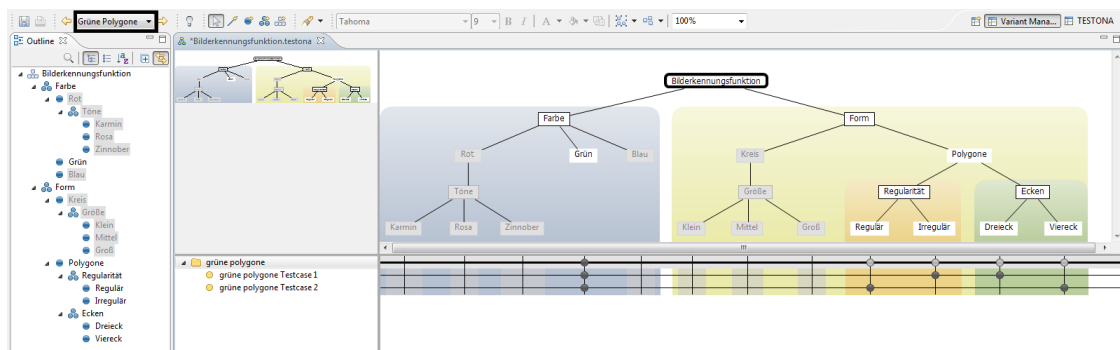 Grüne Polygone
Tahoma
9
B I A
100%
Variant Mana...
TESTONA
Outline
*Bilderkennungsfunktion.testona
Bilderkennungsfunktion
Farbe
Rot
Töne
Karmin
Rosa
Zinnober
Grün
Blau
Form
Kreis
Größe
Klein
Mittel
Groß
Polygone
Regularität
Regulär
Irregulär
Ecken
Dreieck
Viereck
Bilderkennungsfunktion
Farbe Form
Rot Grün Blau Kreis Polygone
Töne Größe Regularität Ecken
Karmin Rosa Zinnober Klein Mittel Groß Regulär Irregulär Dreieck Viereck
grüne polygone
grüne polygone Testcase 1
grüne polygone Testcase 2